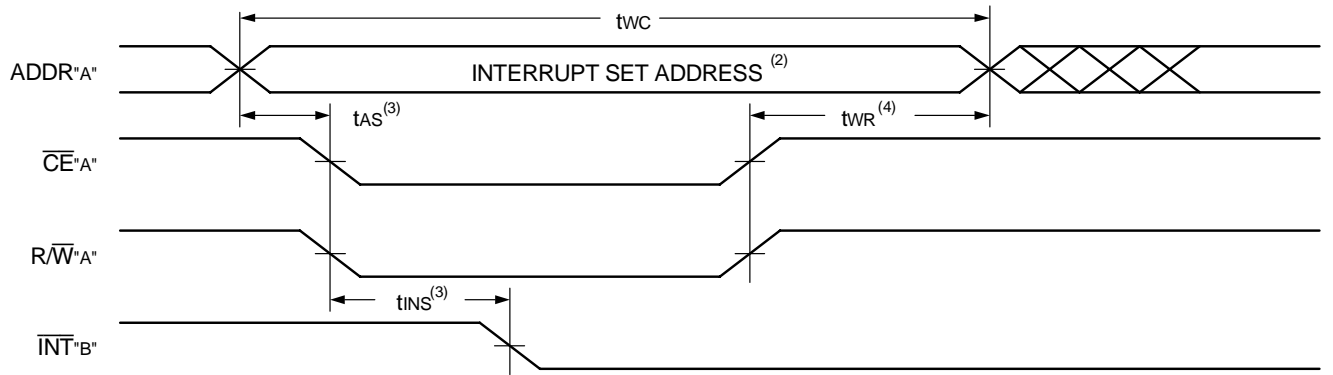 tWC
ADDR"A" INTERRUPT SET ADDRESS (2)
tAS(3) tWR(4)
CE"A"
R/W"A"
tINS(3)
INT"B"